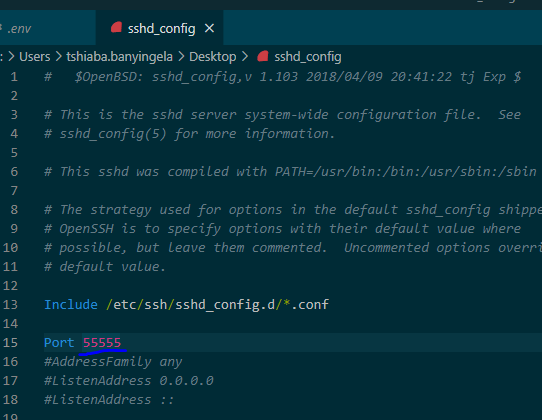 .env
sshd_config
: > Users > tshiaba.banyingela > Desktop > sshd_config
1 # $OpenBSD: sshd_config,v 1.103 2018/04/09 20:41:22 tj Exp $
2
3 # This is the sshd server system-wide configuration file. See
4 # sshd_config(5) for more information.
5
6 # This sshd was compiled with PATH=/usr/bin:/bin:/usr/sbin:/sbin
7
8 # The strategy used for options in the default sshd_config shippe
9 # OpenSSH is to specify options with their default value where
10 # possible, but leave them commented. Uncommented options overri
11 # default value.
12
13 Include /etc/ssh/sshd_config.d/*.conf
14
15 Port 55555
16 #AddressFamily any
17 #ListenAddress 0.0.0.0
18 #ListenAddress ::
19